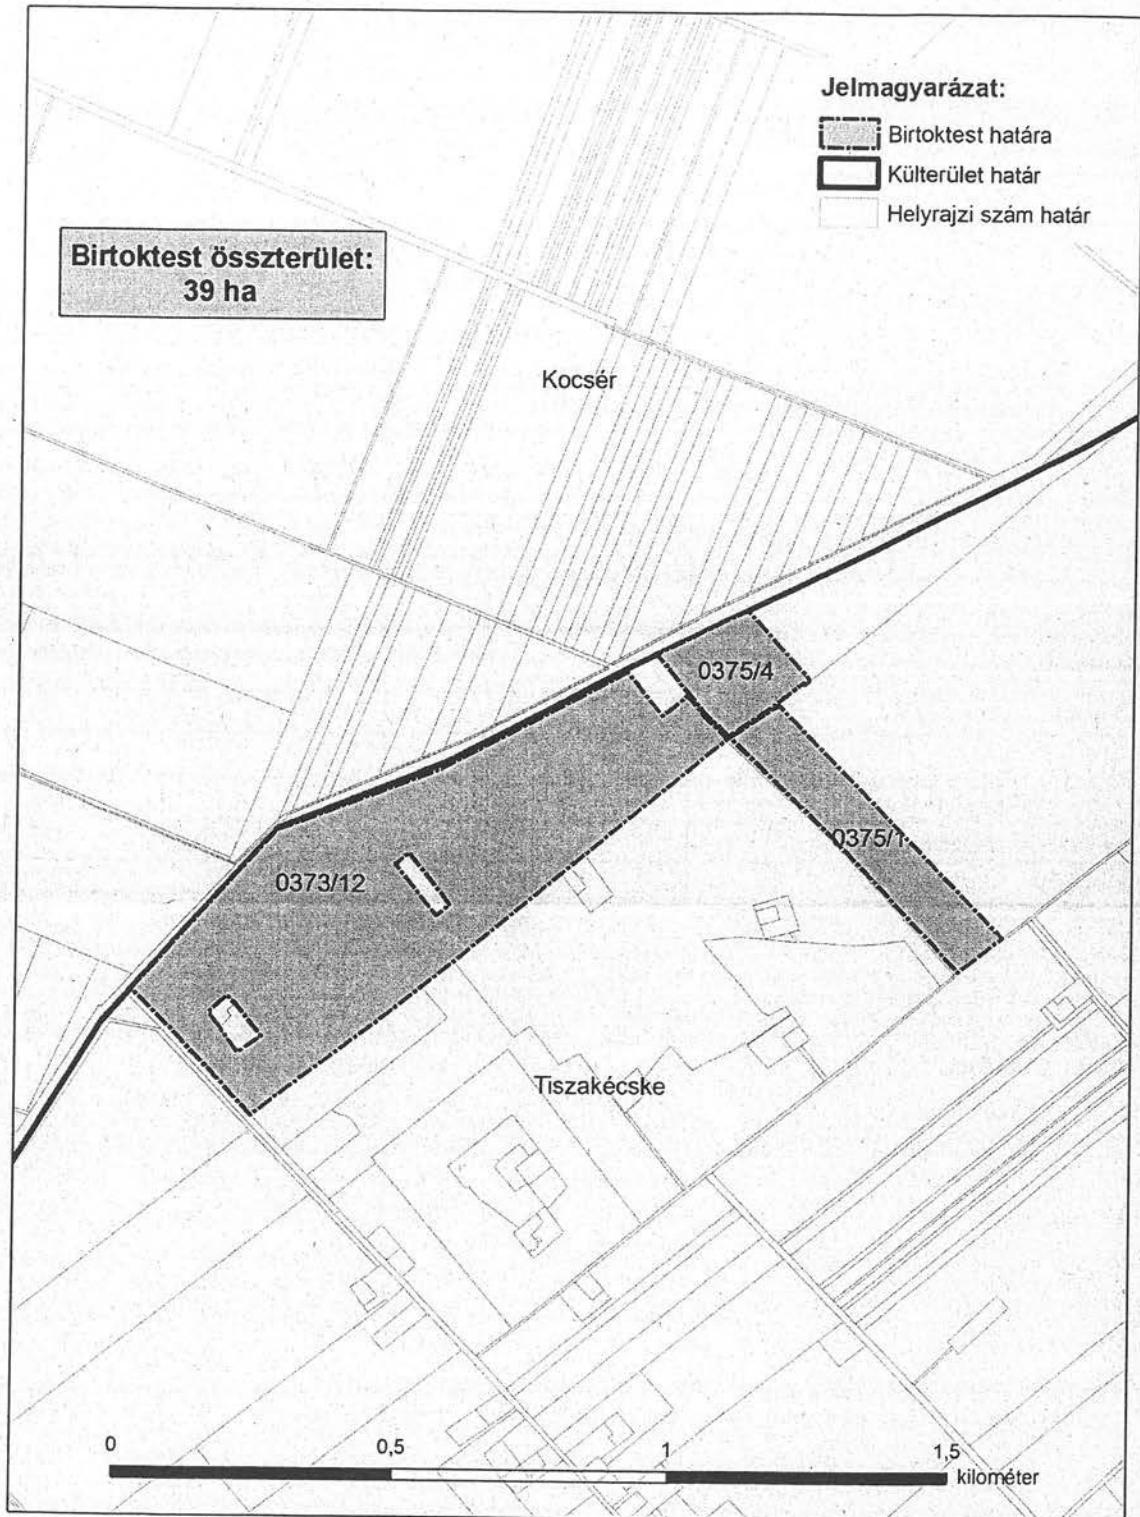 Jelmagyarázat:
Birtoktest határa
Külterület határ
Helyrajzi szám határ
Birtoktest összterület:
39 ha
Kocsér
0375/4
0375/1
0373/12
Tiszakécske
0
0,5
1
1,5
kilométer